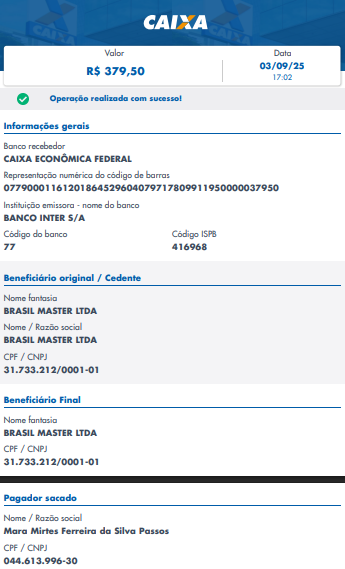 CAIXA
Valor
R$ 379,50
Data
03/09/25
17:02
Operação realizada com sucesso!
Informações gerais
Banco recebedor
CAIXA ECONÔMICA FEDERAL
Representação numérica do código de barras
07790001161201864529604079717809911950000037950
Instituição emissora - nome do banco
BANCO INTER S/A
Código do banco
77
Código ISPB
416968
Beneficiário original / Cedente
Nome fantasia
BRASIL MASTER LTDA
Nome / Razão social
BRASIL MASTER LTDA
CPF / CNPJ
31.733.212/0001-01
Beneficiário Final
Nome fantasia
BRASIL MASTER LTDA
CPF / CNPJ
31.733.212/0001-01
Pagador sacado
Nome / Razão social
Mara Mirtes Ferreira da Silva Passos
CPF / CNPJ
044.613.996-30